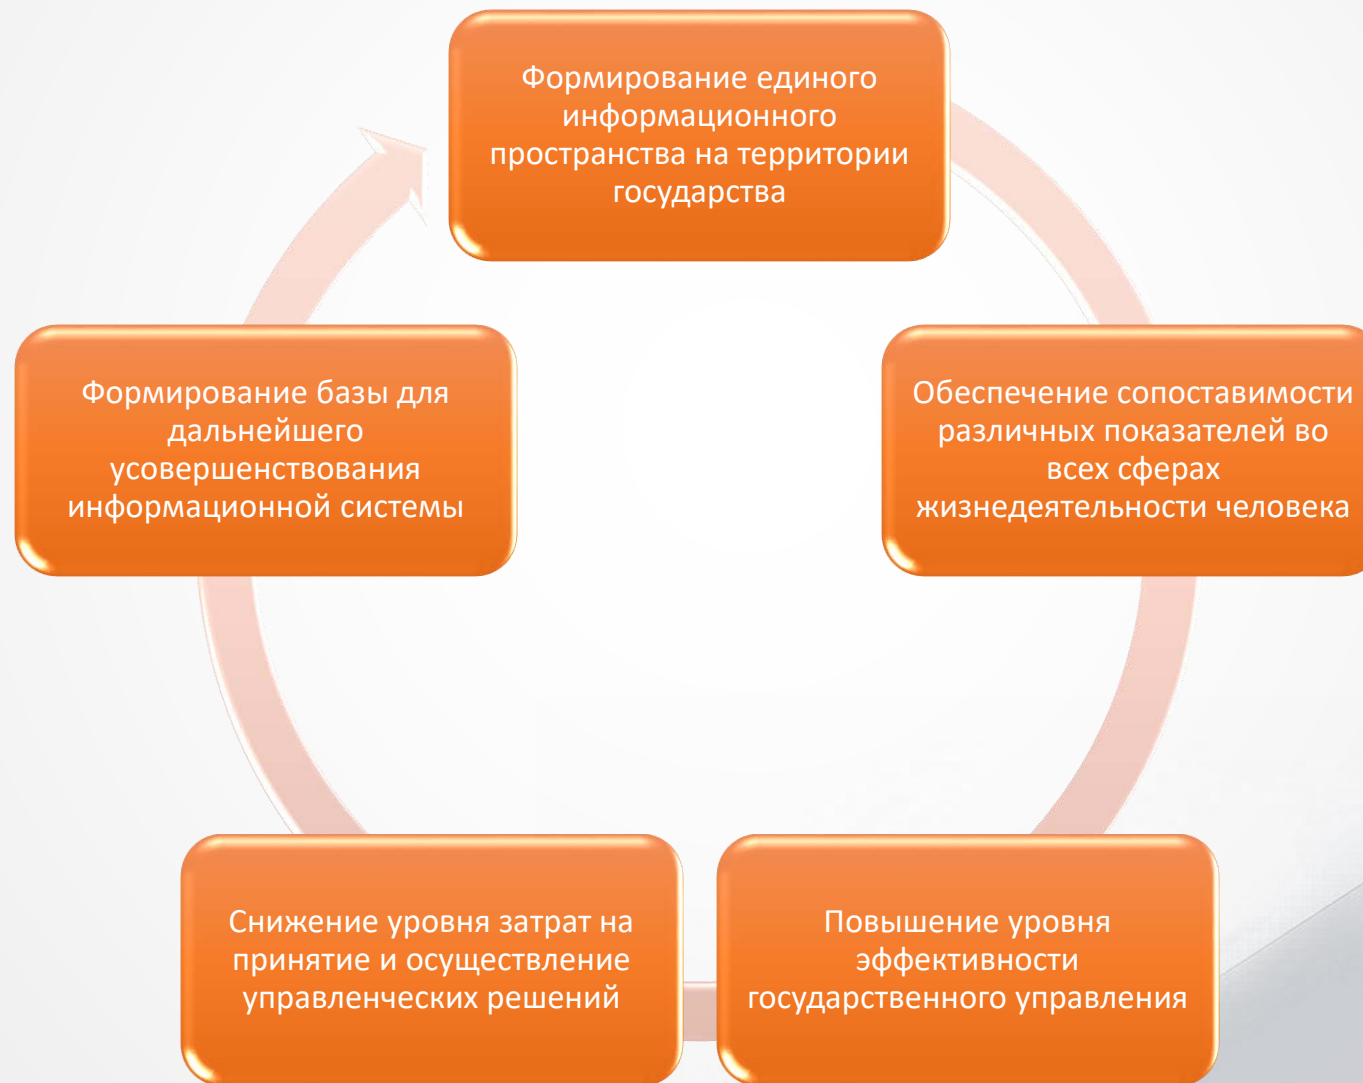 Формирование единого
информационного
пространства на территории
государства
Обеспечение сопоставимости
различных показателей во
всех сферах
жизнедеятельности человека
Повышение уровня
эффективности
государственного управления
Снижение уровня затрат на
принятие и осуществление
управленческих решений
Формирование базы для
дальнейшего
усовершенствования
информационной системы